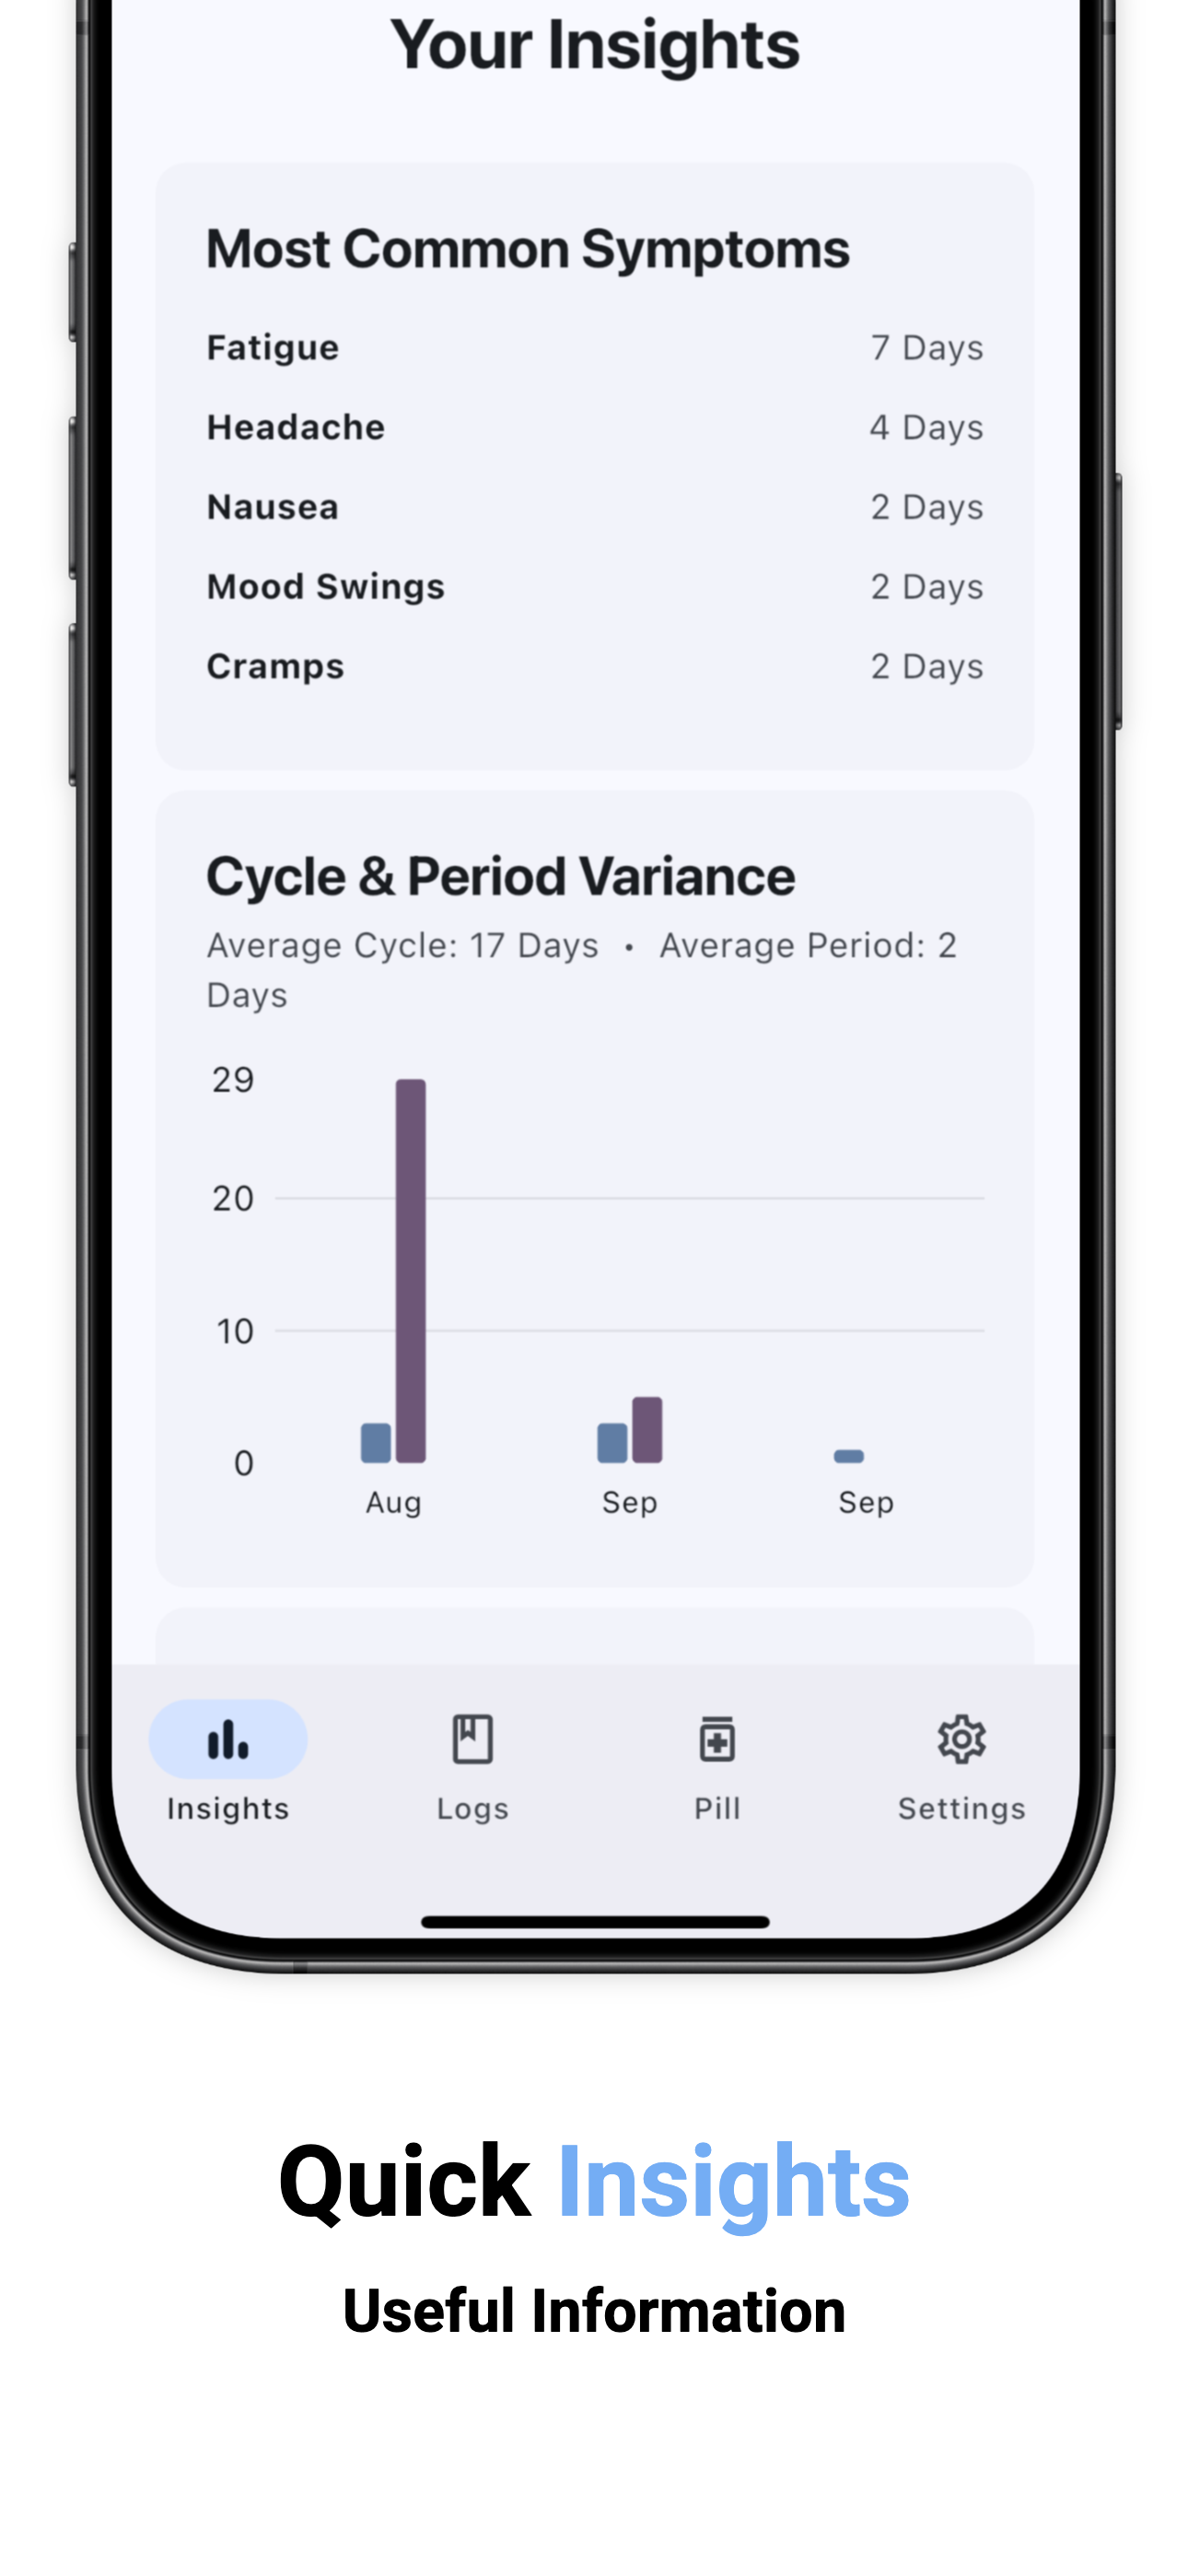 Your Insights
Most Common Symptoms
Fatigue 7 Days
Headache 4 Days
Nausea 2 Days
Mood Swings 2 Days
Cramps 2 Days
Cycle & Period Variance
Average Cycle: 17 Days • Average Period: 2
Days
29
20
10
0
Aug Sep Sep
Insights Logs Pill Settings
Quick Insights
Useful Information